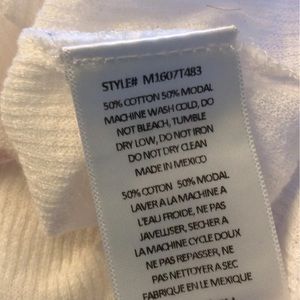 STYLE# M1607T483
50% COTTON 50% MODAL
MACHINE WASH COLD, DO
NOT BLEACH, TUMBLE
DRY LOW, DO NOT IRON
DO NOT DRY CLEAN
MADE IN MEXICO
50% COTON 50% MODAL
LAVER A LA MACHINE A
L'EAU FROIDE, NE PAS
JAVELLISER, SECHER A
LA MACHINE CYCLE DOUX
NE PAS REPASSER, NE
PAS NETTOYER A SEC
FABRIQUE EN LE MEXIQUE